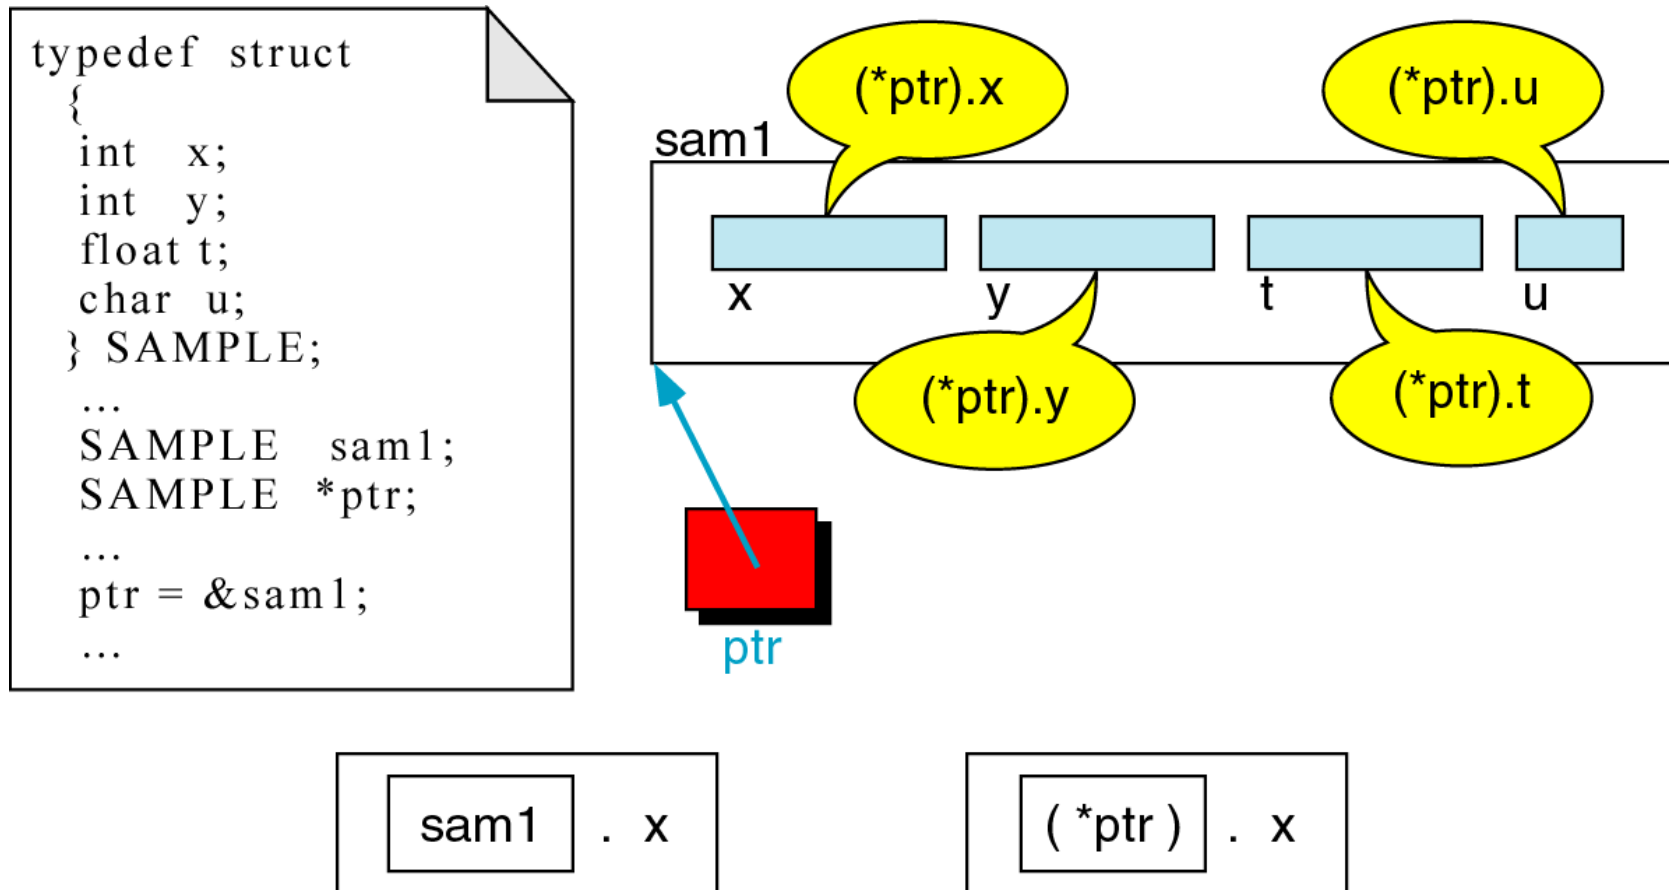 typedef struct
{
int x;
int y;
float t;
char u;
} SAMPLE;
...
SAMPLE sam1;
SAMPLE *ptr;
...
ptr = &sam1;
...
(*ptr).x
(*ptr).u
sam1
x
y
t
u
(*ptr).y
(*ptr).t
ptr
sam1 . x
( *ptr ) . x